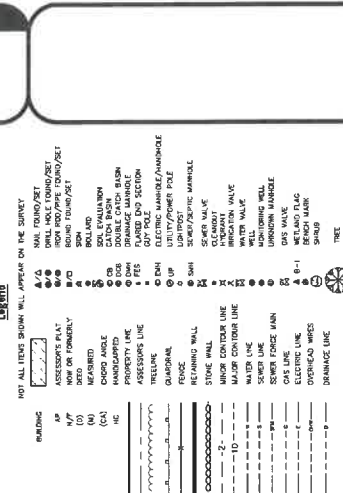 Legend
NOT ALL ITEMS SHOWN WILL APPEAR ON THE SURVEY
BUILDING
AP ASSESSOR'S PLAT
N/F NOW OR FORMERLY
(D) DEED
(M) MEASURED
(CA) CHORD ANGLE
HC HANDICAPPED
PROPERTY LINE
ASSESSORS LINE
TREELINE
GUARDRAIL
FENCE
RETAINING WALL
STONE WALL
-2- MINOR CONTOUR LINE
-10- MAJOR CONTOUR LINE
WATER LINE
SEWER LINE
SEWER FORCE MAIN
GAS LINE
ELECTRIC LINE
OVERHEAD WIRES
DRAINAGE LINE
NAIL FOUND/SET
DRILL HOLE FOUND/SET
IRON ROD/PIPE FOUND/SET
BOUND FOUND/SET
SIGN
BOLLARD
SOIL EVALUATION
CB CATCH BASIN
DCB DOUBLE CATCH BASIN
DMH DRAINAGE MANHOLE
FES FLARED END SECTION
GUY POLE
EMH ELECTRIC MANHOLE/HANDHOLE
UP UTILITY/POWER POLE
LIGHTPOST
SMH SEWER/SEPTIC MANHOLE
SEWER VALVE
CLEANOUT
HYDRANT
IRRIGATION VALVE
WATER VALVE
WELL
MONITORING WELL
UNKNOWN MANHOLE
GAS VALVE
B-1 WETLAND FLAG
BENCH MARK
SHRUB
TREE